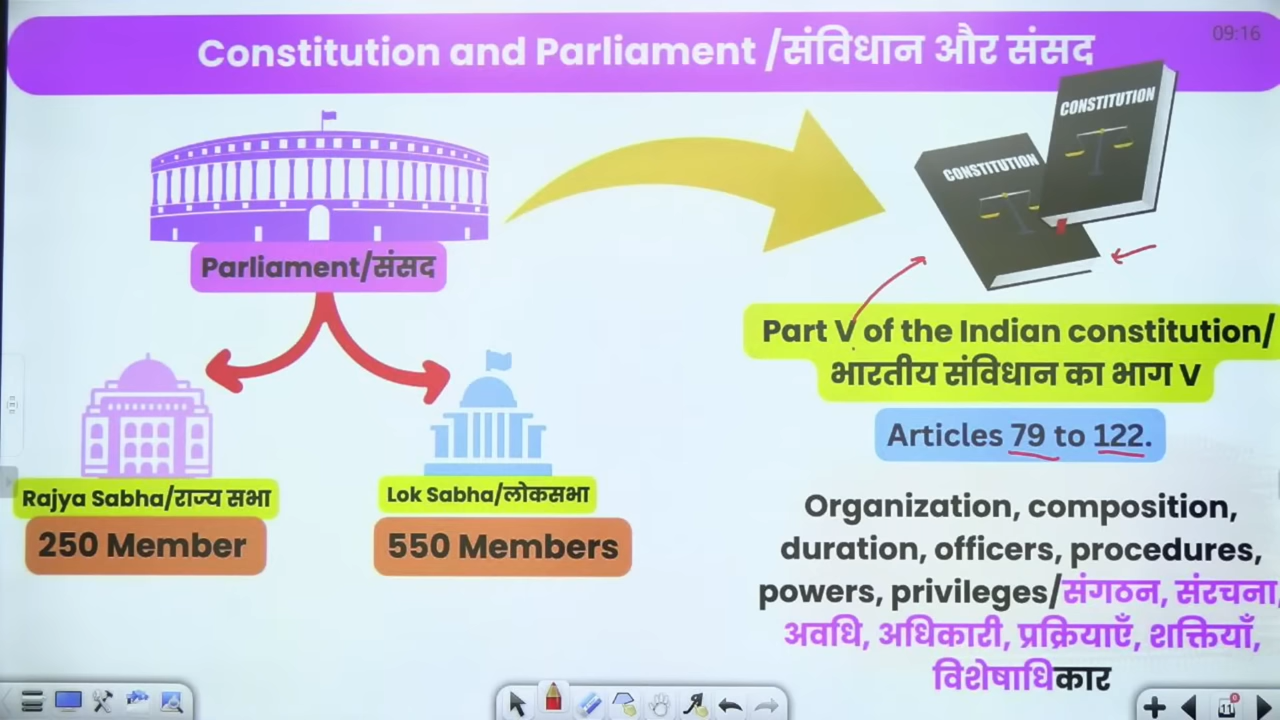 Constitution and Parliament /संविधान और संसद
09:16
CONSTITUTION
CONSTITUTION
Parliament/संसद
Rajya Sabha/राज्य सभा
250 Member
Lok Sabha/लोकसभा
550 Members
Part V of the Indian constitution/
भारतीय संविधान का भाग V
Articles 79 to 122.
Organization, composition,
duration, officers, procedures,
powers, privileges/संगठन, संरचना,
अवधि, अधिकारी, प्रक्रियाएँ, शक्तियाँ,
विशेषाधिकार
11